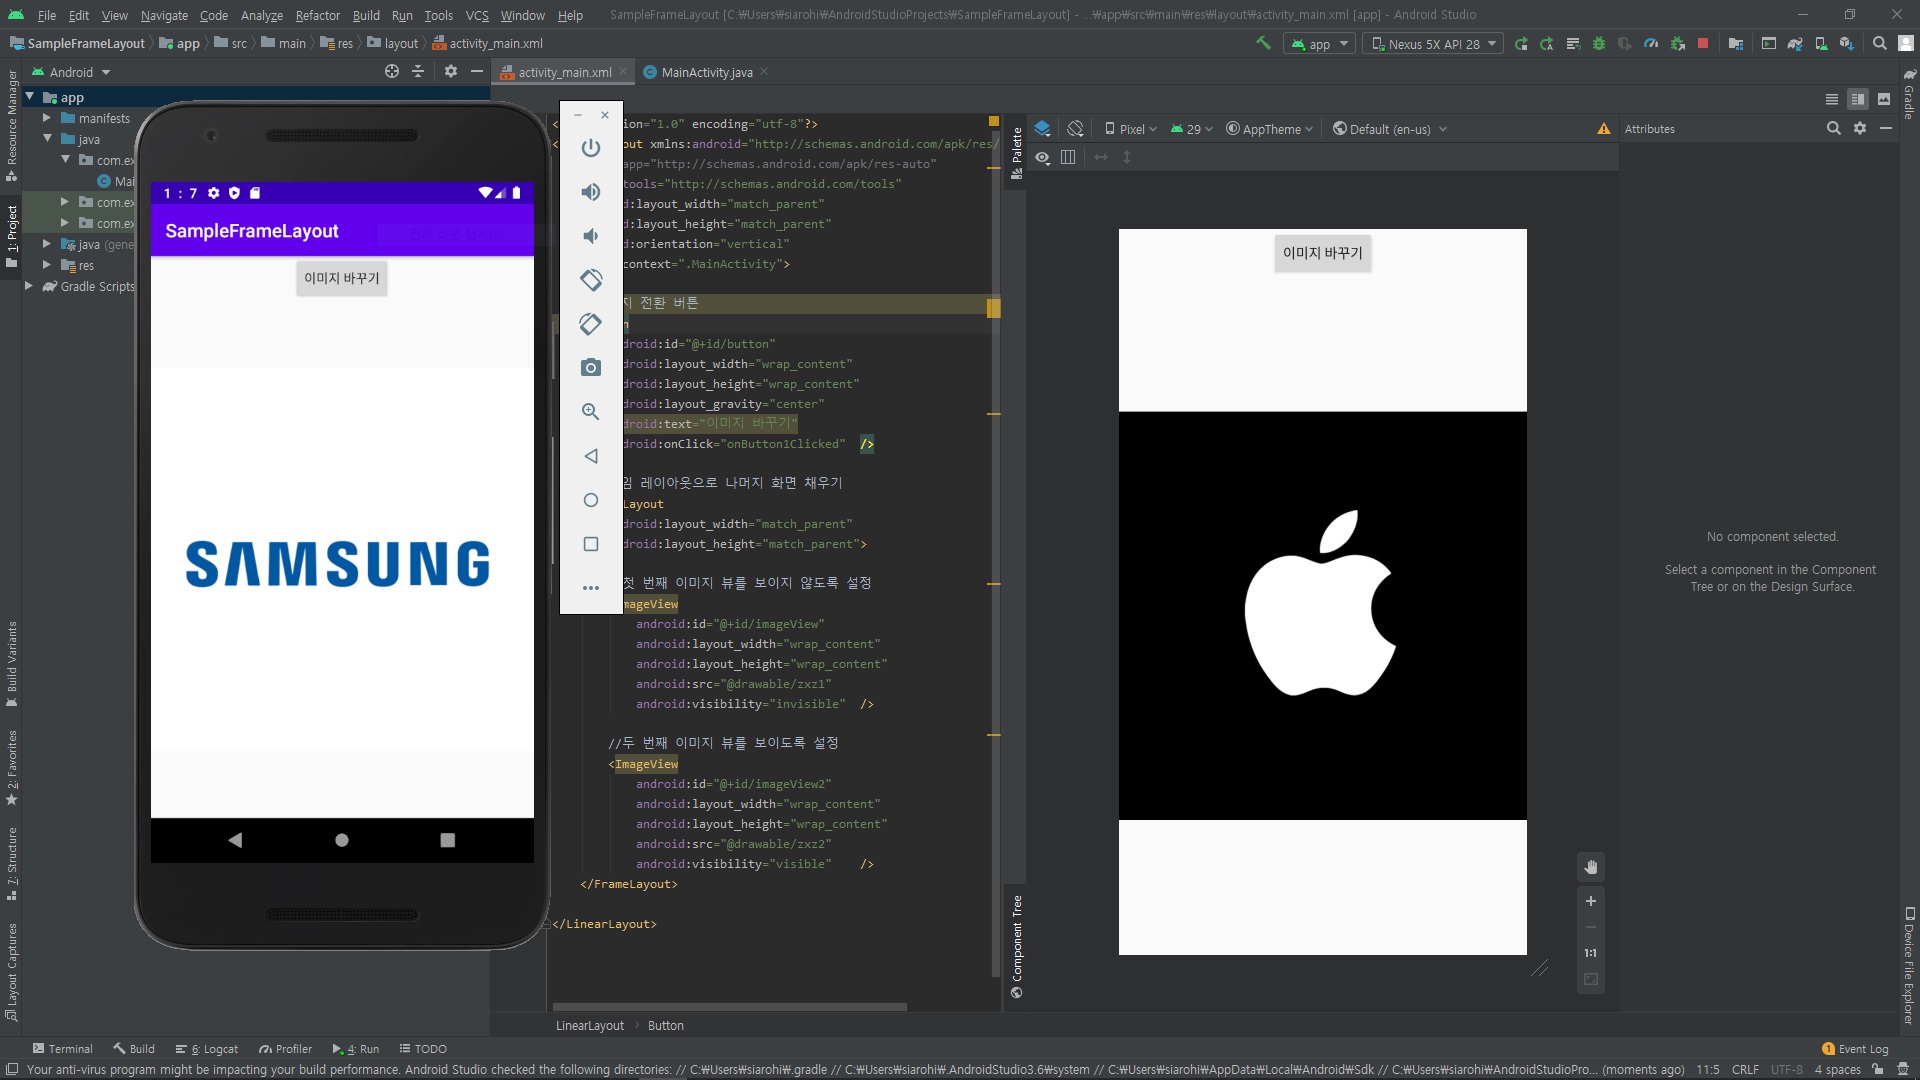 File Edit View Navigate Code Analyze Refactor Build Run Tools VCS Window Help SampleFrameLayout [C:₩Users₩siarohi₩AndroidStudioProjects₩SampleFrameLayout] - ...₩app₩src₩main₩res₩layout₩activity_main.xml [app] - Android Studio
SampleFrameLayout app src main res layout activity_main.xml app Nexus 5X API 28
Android activity_main.xml MainActivity.java
Resource Manager
1: Project
Build Variants
2: Favorites
7: Structure
Layout Captures
app
manifests
java
com.ex
Mai
com.ex
com.ex
java (gene
res
Gradle Scripts
1 : 7
SampleFrameLayout
이미지 바꾸기
SAMSUNG
<
ion="1.0" encoding="utf-8"?>
<
out xmlns:android="http://schemas.android.com/apk/res/
app="http://schemas.android.com/apk/res-auto"
tools="http://schemas.android.com/tools"
d:layout_width="match_parent"
d:layout_height="match_parent"
d:orientation="vertical"
context=".MainActivity">
지 전환 버튼
n
droid:id="@+id/button"
droid:layout_width="wrap_content"
droid:layout_height="wrap_content"
droid:layout_gravity="center"
droid:text="이미지 바꾸기"
droid:onClick="onButton1Clicked" />
임 레이아웃으로 나머지 화면 채우기
Layout
droid:layout_width="match_parent"
droid:layout_height="match_parent">
첫 번째 이미지 뷰를 보이지 않도록 설정
mageView
android:id="@+id/imageView"
android:layout_width="wrap_content"
android:layout_height="wrap_content"
android:src="@drawable/zxz1"
android:visibility="invisible" />
//두 번째 이미지 뷰를 보이도록 설정
<ImageView
android:id="@+id/imageView2"
android:layout_width="wrap_content"
android:layout_height="wrap_content"
android:src="@drawable/zxz2"
android:visibility="visible" />
</FrameLayout>
</LinearLayout>
LinearLayout Button
Palette
Component Tree
Pixel 29 AppTheme Default (en-us)
이미지 바꾸기
1:1
Attributes
No component selected.
Select a component in the Component
Tree or on the Design Surface.
Gradle
Device File Explorer
Terminal Build 6: Logcat Profiler 4: Run TODO 1 Event Log
Your anti-virus program might be impacting your build performance. Android Studio checked the following directories: // C:₩Users₩siarohi₩.gradle // C:₩Users₩siarohi₩.AndroidStudio3.6₩system // C:₩Users₩siarohi₩AppData₩Local₩Android₩Sdk // C:₩Users₩siarohi₩AndroidStudioPro... (moments ago) 11:5 CRLF UTF-8 4 spaces